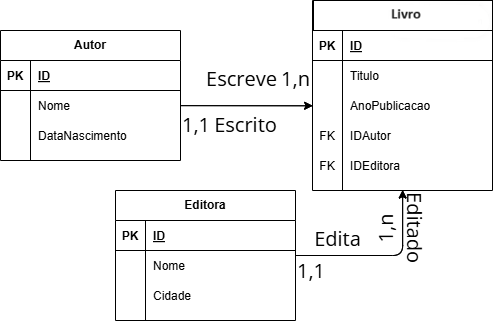 Autor
PK ID
Nome
DataNascimento
Escreve 1,n
1,1 Escrito
Livro
PK ID
Titulo
AnoPublicacao
FK IDAutor
FK IDEditora
Editora
PK ID
Nome
Cidade
Edita
1,1
1,n
Editado